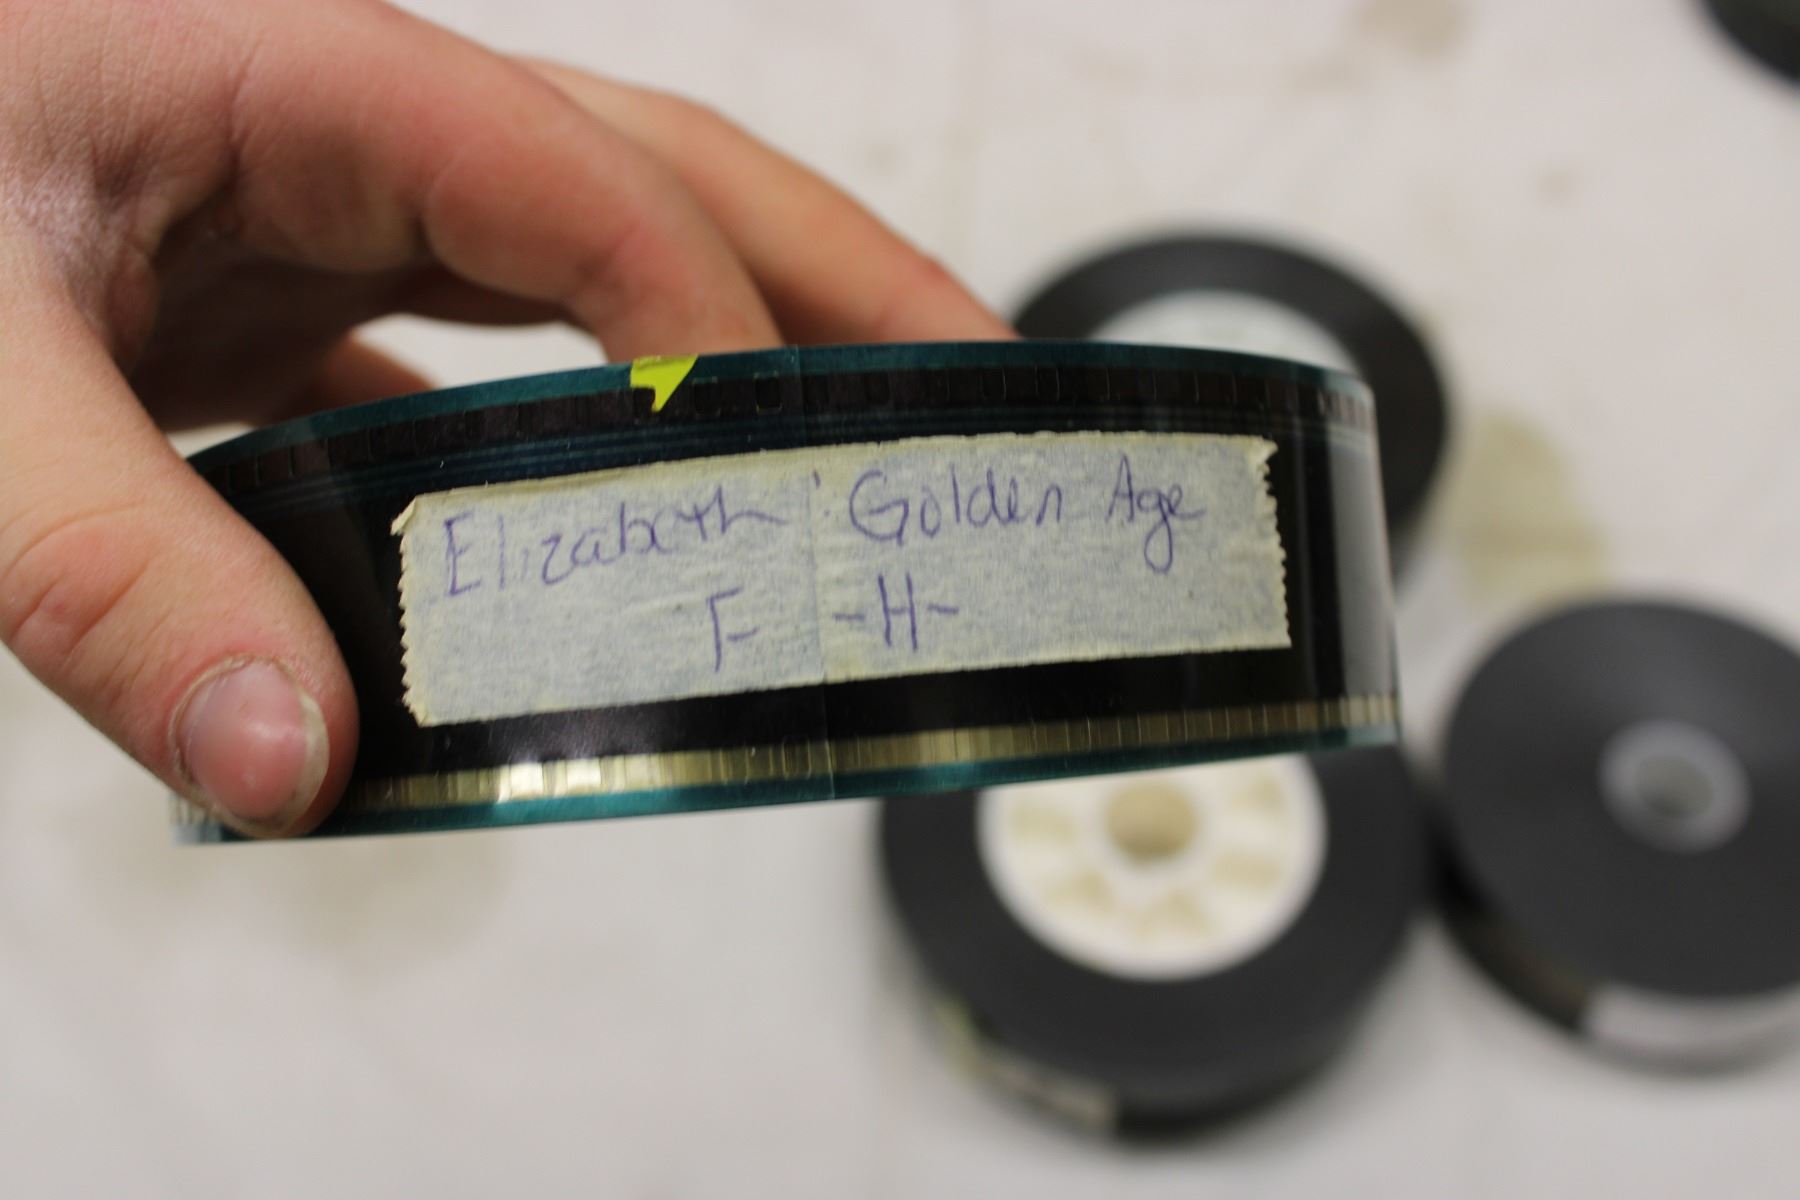 Elizabeth: Golden Age
F -H-